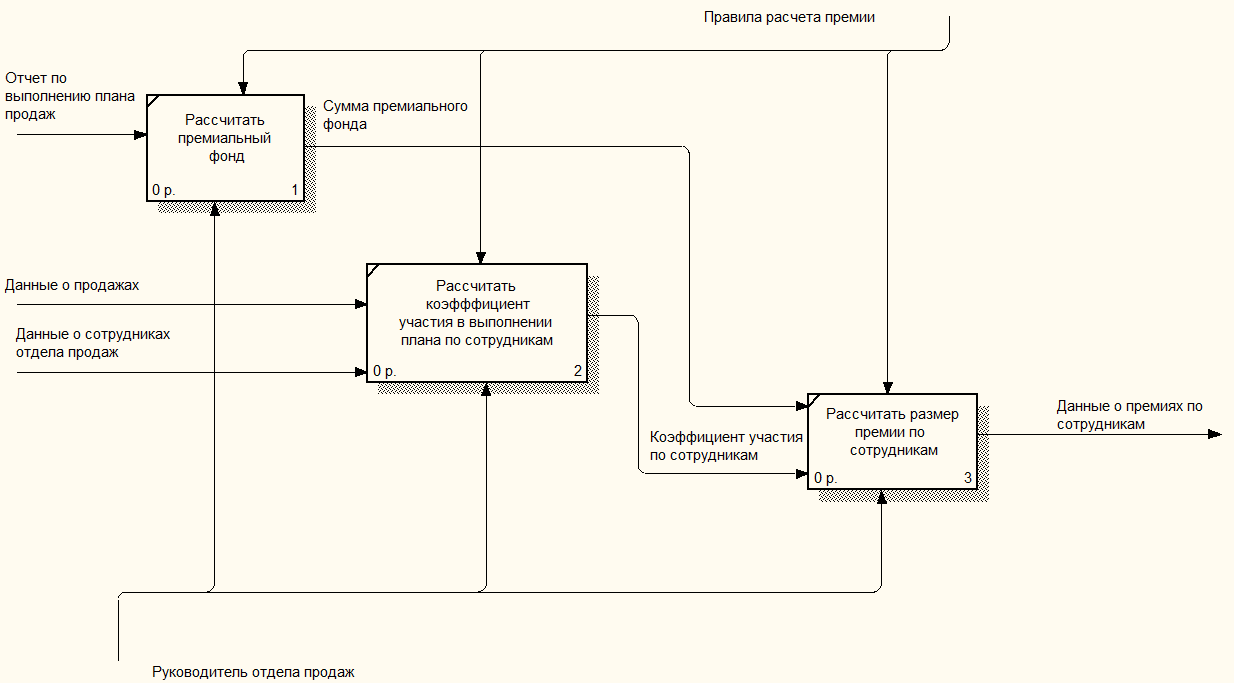 Правила расчета премии
Отчет по
выполнению плана
продаж
Рассчитать
премиальный
фонд
0 р.
1
Сумма премиального
фонда
Данные о продажах
Данные о сотрудниках
отдела продаж
Рассчитать
коэфффициент
участия в выполнении
плана по сотрудникам
0 р.
2
Коэффициент участия
по сотрудникам
Рассчитать размер
премии по
сотрудникам
0 р.
3
Данные о премиях по
сотрудникам
Руководитель отдела продаж